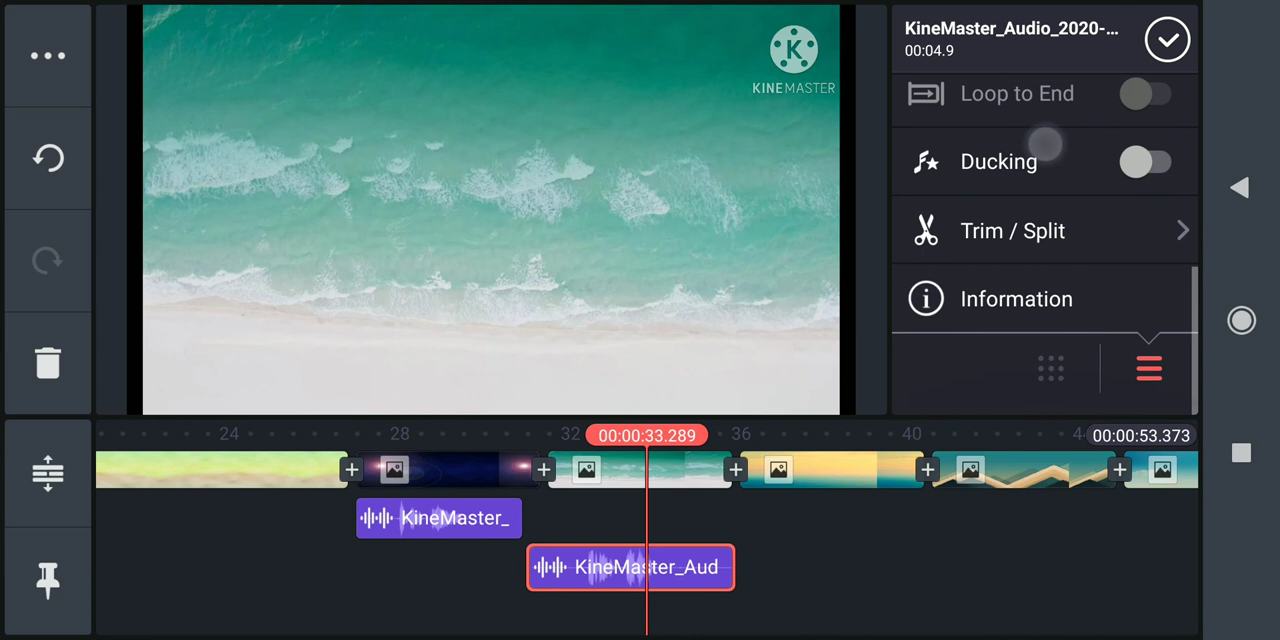 KineMaster_Audio_2020-...
00:04.9
K
KINEMASTER
Loop to End
Ducking
Trim / Split
Information
24
28
32
00:00:33.289
36
40
4
00:00:53.373
KineMaster_
KineMaster_Aud